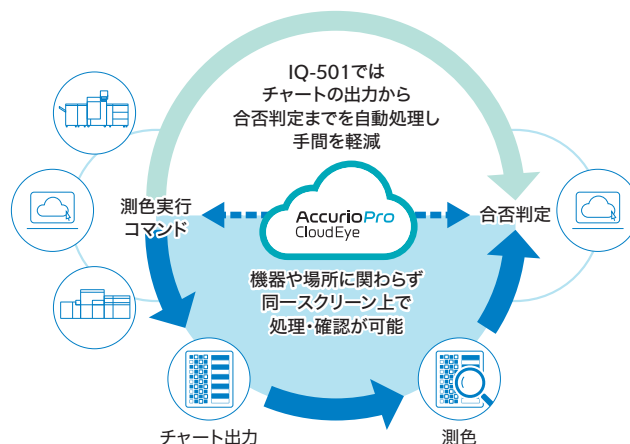 IQ-501では
チャートの出力から
合否判定までを自動処理し
手間を軽減
測色実行
コマンド
AccurioPro
CloudEye
合否判定
機器や場所に関わらず
同一スクリーン上で
処理・確認が可能
チャート出力
測色